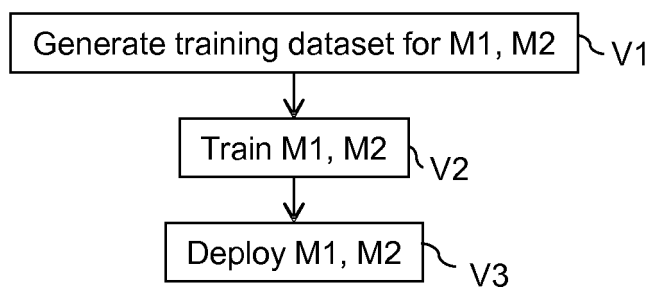 Generate training dataset for M1, M2
V1
Train M1, M2
V2
Deploy M1, M2
V3